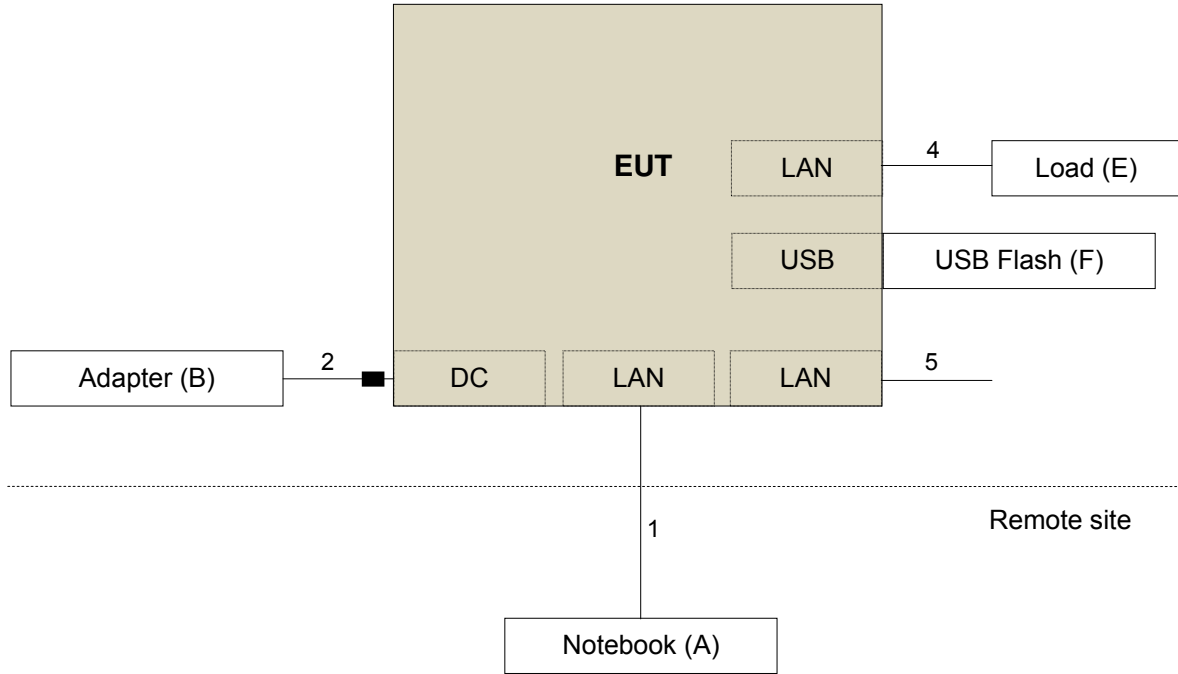 EUT
LAN
4
Load (E)
USB
USB Flash (F)
Adapter (B)
2
DC
LAN
LAN
5
Remote site
1
Notebook (A)